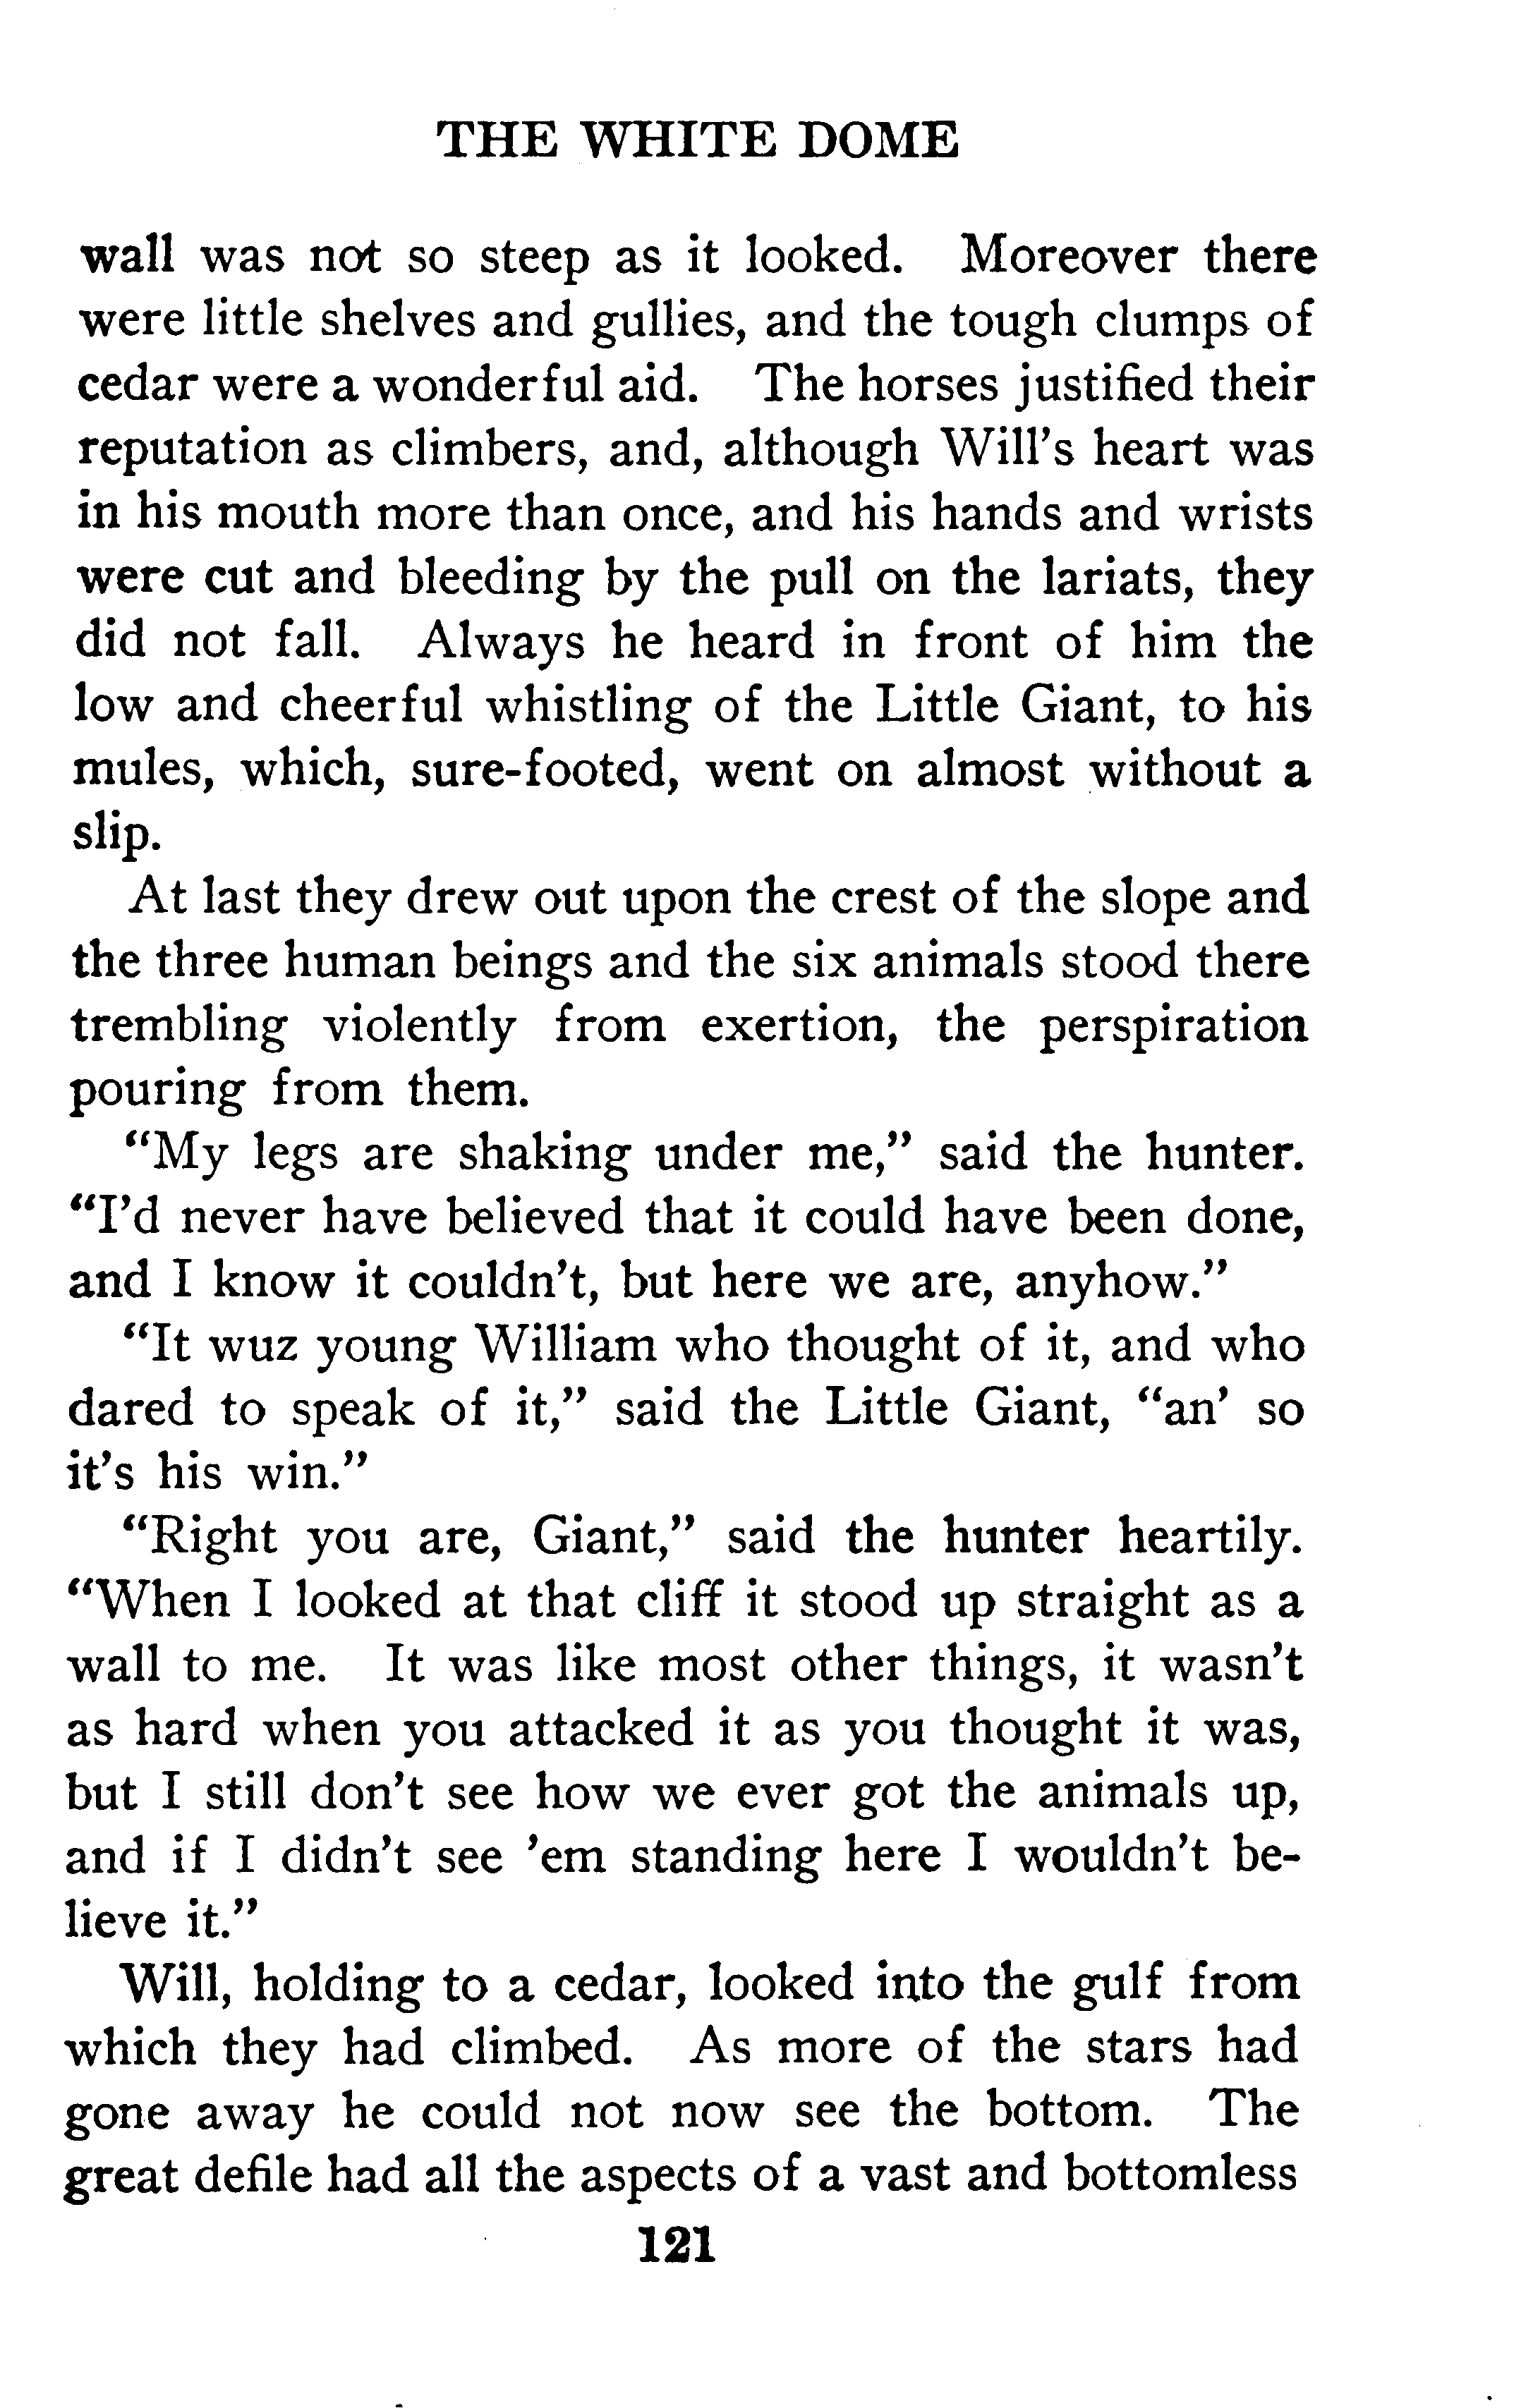 THE WHITE DOME
wall was not so steep as it looked. Moreover there
were little shelves and gullies, and the tough clumps of
cedar were a wonderful aid. The horses justified their
reputation as climbers, and, although Will's heart was
in his mouth more than once, and his hands and wrists
were cut and bleeding by the pull on the lariats, they
did not fall. Always he heard in front of him the
low and cheerful whistling of the Little Giant, to his
mules, which, sure-footed, went on almost without a
slip.
At last they drew out upon the crest of the slope and
the three human beings and the six animals stood there
trembling violently from exertion, the perspiration
pouring from them.
"My legs are shaking under me," said the hunter.
"I'd never have believed that it could have been done,
and I know it couldn't, but here we are, anyhow."
"It wuz young William who thought of it, and who
dared to speak of it," said the Little Giant, "an' so
it's his win."
"Right you are, Giant," said the hunter heartily.
"When I looked at that cliff it stood up straight as a
wall to me. It was like most other things, it wasn't
as hard when you attacked it as you thought it was,
but I still don't see how we ever got the animals up,
and if I didn't see 'em standing here I wouldn't be-
lieve it."
Will, holding to a cedar, looked into the gulf from
which they had climbed. As more of the stars had
gone away he could not now see the bottom. The
great defile had all the aspects of a vast and bottomless
121